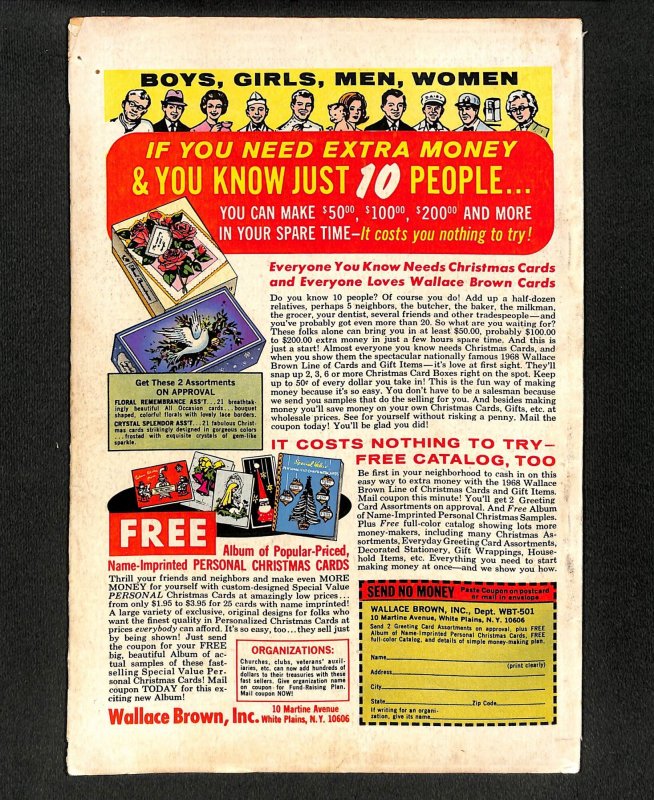 BOYS, GIRLS, MEN, WOMEN
DAIRY
IF YOU NEED EXTRA MONEY
& YOU KNOW JUST 10 PEOPLE...
YOU CAN MAKE $50⁰⁰, $100⁰⁰, $200⁰⁰ AND MORE
IN YOUR SPARE TIME—It costs you nothing to try!
Everyone You Know Needs Christmas Cards
and Everyone Loves Wallace Brown Cards
Do you know 10 people? Of course you do! Add up a half-dozen
relatives, perhaps 5 neighbors, the butcher, the baker, the milkman,
the grocer, your dentist, several friends and other tradespeople—and
you've probably got even more than 20. So what are you waiting for?
These folks alone can bring you in at least $50.00, probably $100.00
to $200.00 extra money in just a few hours spare time. And this is
just a start! Almost everyone you know needs Christmas Cards, and
when you show them the spectacular nationally famous 1968 Wallace
Brown Line of Cards and Gift Items—it's love at first sight. They'll
snap up 2, 3, 6 or more Christmas Card Boxes right on the spot. Keep
up to 50¢ of every dollar you take in! This is the fun way of making
money because it's so easy. You don't have to be a salesman because
we send you samples that do the selling for you. And besides making
money you'll save money on your own Christmas Cards, Gifts, etc. at
wholesale prices. See for yourself without risking a penny. Mail the
coupon today! You'll be glad you did!
Get These 2 Assortments
ON APPROVAL
FLORAL REMEMBRANCE ASS'T...21 breathtak-
ingly beautiful All Occasion cards...bouquet
shaped, colorful florals with lovely lace borders.
CRYSTAL SPLENDOR ASS'T...21 fabulous Christ-
mas cards strikingly designed in gorgeous colors
...frosted with exquisite crystals of gem-like
sparkle.
IT COSTS NOTHING TO TRY—
FREE CATALOG, TOO
Be first in your neighborhood to cash in on this
easy way to extra money with the 1968 Wallace
Brown Line of Christmas Cards and Gift Items.
Mail coupon this minute! You'll get 2 Greeting
Card Assortments on approval. And Free Album
of Name-Imprinted Personal Christmas Samples.
Plus Free full-color catalog showing lots more
money-makers, including many Christmas As-
sortments, Everyday Greeting Card Assortments,
Decorated Stationery, Gift Wrappings, House-
hold Items, etc. Everything you need to start
making money at once—and we show you how.
Special Value
FREE
Album of Popular-Priced,
Name-Imprinted PERSONAL CHRISTMAS CARDS
Thrill your friends and neighbors and make even MORE
MONEY for yourself with custom-designed Special Value
PERSONAL Christmas Cards at amazingly low prices...
from only $1.95 to $3.95 for 25 cards with name imprinted!
A large variety of exclusive, original designs for folks who
want the finest quality in Personalized Christmas Cards at
prices everybody can afford. It's so easy, too...they sell just
by being shown! Just send
the coupon for your FREE
big, beautiful Album of ac-
tual samples of these fast-
selling Special Value Per-
sonal Christmas Cards! Mail
coupon TODAY for this ex-
citing new Album!
ORGANIZATIONS:
Churches, clubs, veterans' auxil-
iaries, etc. can now add hundreds of
dollars to their treasuries with these
fast sellers. Give organization name
on coupon for Fund-Raising Plan.
Mail coupon NOW!
Wallace Brown, Inc. 10 Martine Avenue
White Plains, N.Y. 10606
SEND NO MONEY Paste Coupon on postcard
or mail in envelope
WALLACE BROWN, INC., Dept. WBT-501
10 Martine Avenue, White Plains, N.Y. 10606
Send 2 Greeting Card Assortments on approval, plus FREE
Album of Name-Imprinted Personal Christmas Cards, FREE
full-color Catalog, and details of simple money-making plan.
Name
(print clearly)
Address
City
State Zip Code
If writing for an organi-
zation, give its name